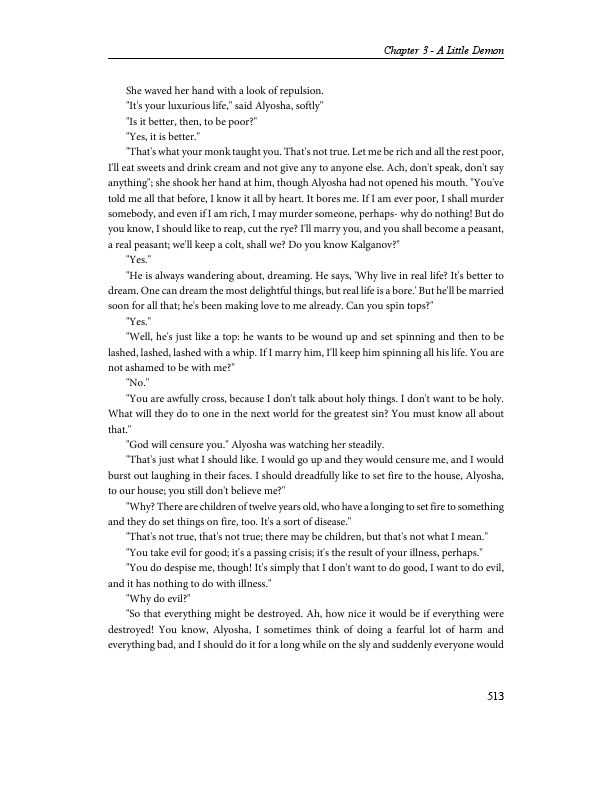 Chapter 3 - A Little Demon
She waved her hand with a look of repulsion.
"It's your luxurious life," said Alyosha, softly"
"Is it better, then, to be poor?"
"Yes, it is better."
"That's what your monk taught you. That's not true. Let me be rich and all the rest poor,
I'll eat sweets and drink cream and not give any to anyone else. Ach, don't speak, don't say
anything"; she shook her hand at him, though Alyosha had not opened his mouth. "You've
told me all that before, I know it all by heart. It bores me. If I am ever poor, I shall murder
somebody, and even if I am rich, I may murder someone, perhaps- why do nothing! But do
you know, I should like to reap, cut the rye? I'll marry you, and you shall become a peasant,
a real peasant; we'll keep a colt, shall we? Do you know Kalganov?"
"Yes."
"He is always wandering about, dreaming. He says, 'Why live in real life? It's better to
dream. One can dream the most delightful things, but real life is a bore.' But he'll be married
soon for all that; he's been making love to me already. Can you spin tops?"
"Yes."
"Well, he's just like a top: he wants to be wound up and set spinning and then to be
lashed, lashed, lashed with a whip. If I marry him, I'll keep him spinning all his life. You are
not ashamed to be with me?"
"No."
"You are awfully cross, because I don't talk about holy things. I don't want to be holy.
What will they do to one in the next world for the greatest sin? You must know all about
that."
"God will censure you." Alyosha was watching her steadily.
"That's just what I should like. I would go up and they would censure me, and I would
burst out laughing in their faces. I should dreadfully like to set fire to the house, Alyosha,
to our house; you still don't believe me?"
"Why? There are children of twelve years old, who have a longing to set fire to something
and they do set things on fire, too. It's a sort of disease."
"That's not true, that's not true; there may be children, but that's not what I mean."
"You take evil for good; it's a passing crisis; it's the result of your illness, perhaps."
"You do despise me, though! It's simply that I don't want to do good, I want to do evil,
and it has nothing to do with illness."
"Why do evil?"
"So that everything might be destroyed. Ah, how nice it would be if everything were
destroyed! You know, Alyosha, I sometimes think of doing a fearful lot of harm and
everything bad, and I should do it for a long while on the sly and suddenly everyone would
513